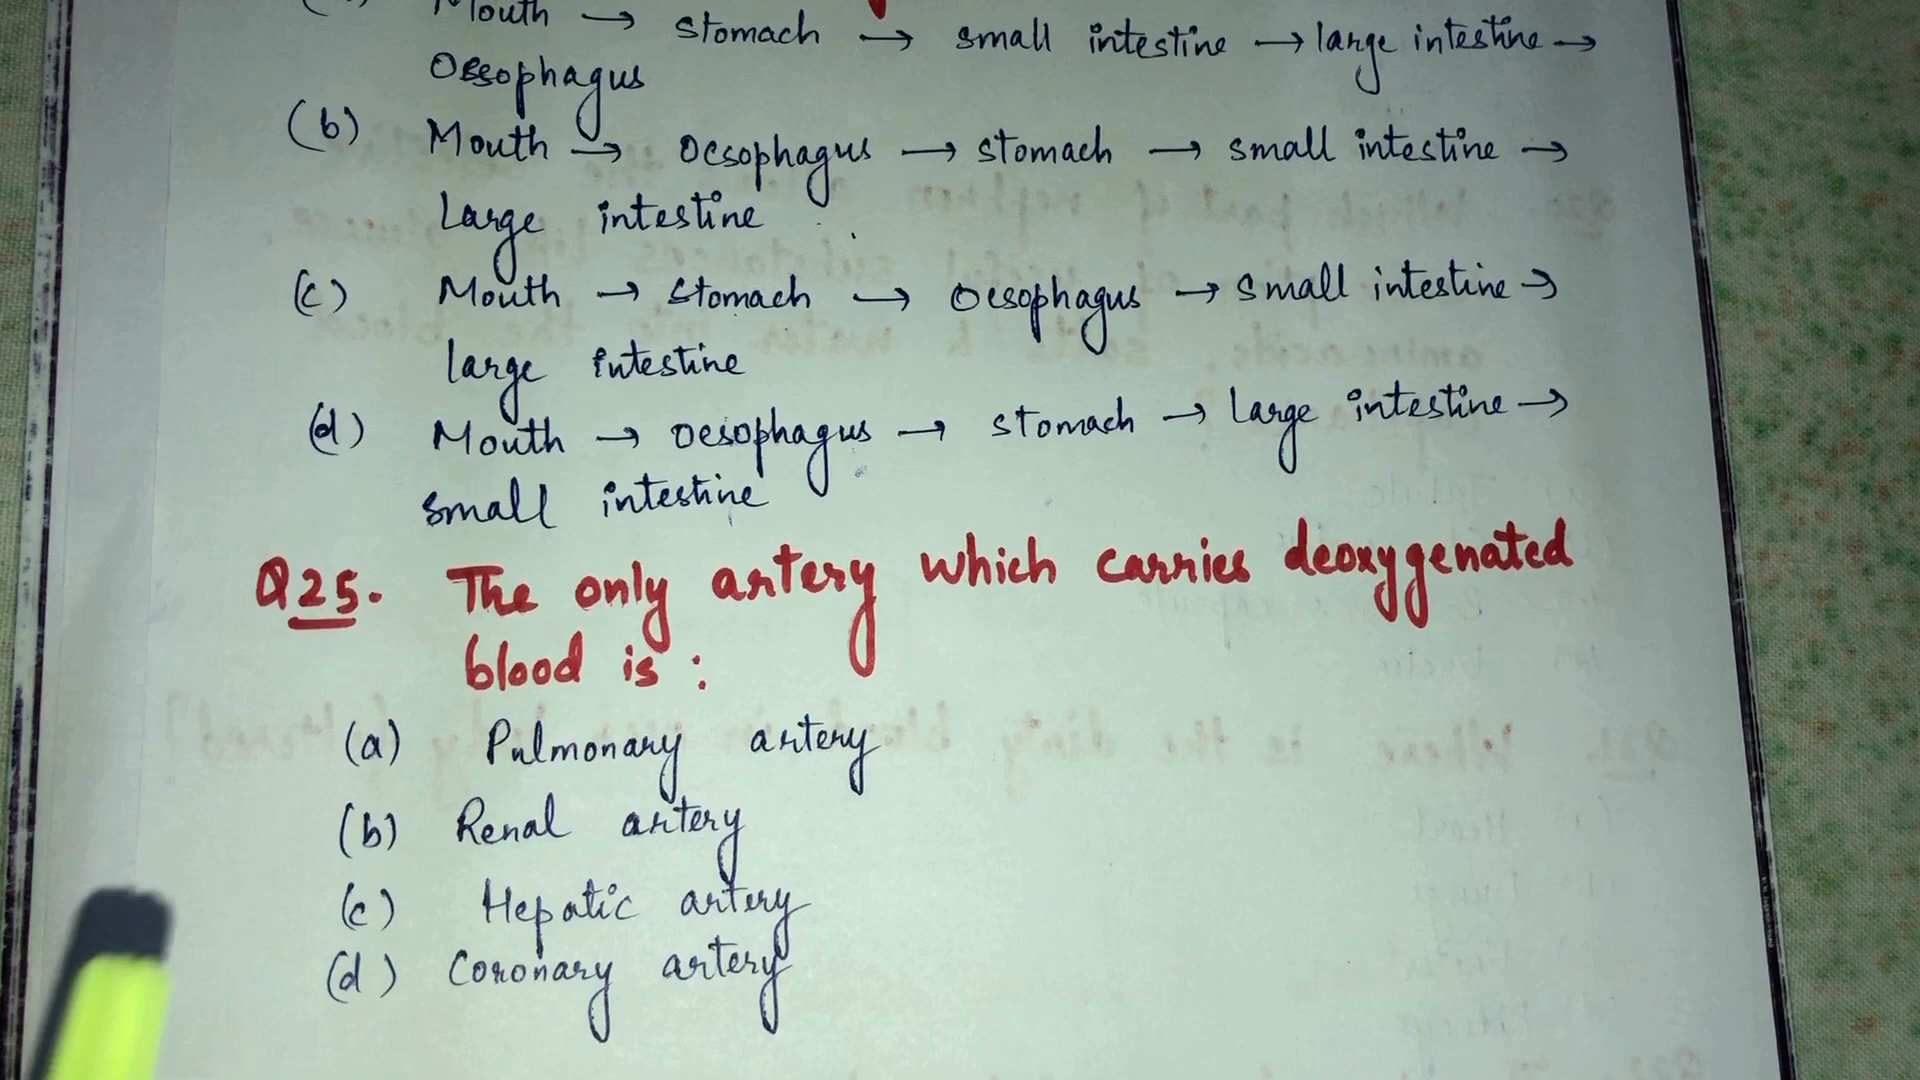 Mouth → stomach → small intestine → large intestine →
Oesophagus
(b) Mouth → Oesophagus → stomach → small intestine →
Large intestine
(c) Mouth → stomach → Oesophagus → small intestine →
large intestine
(d) Mouth → oesophagus → stomach → large intestine →
small intestine
Q25. The only artery which carries deoxygenated
blood is :
(a) Pulmonary artery
(b) Renal artery
(c) Hepatic artery
(d) Coronary artery